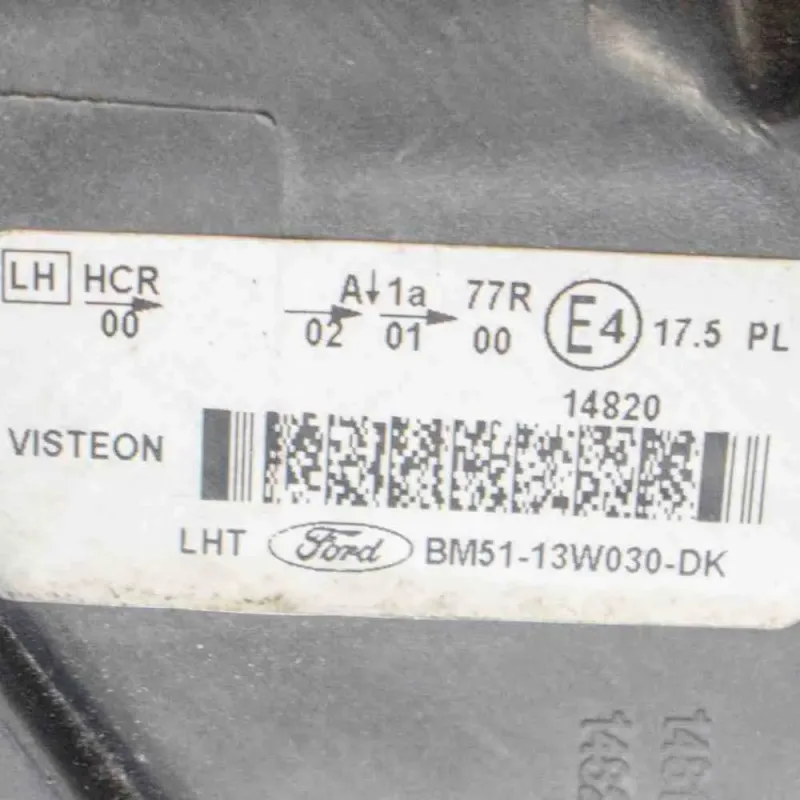 LH HCR A↓1a 77R E4 17.5 PL
00 02 01 00
14820
VISTEON
LHT Ford BM51-13W030-DK